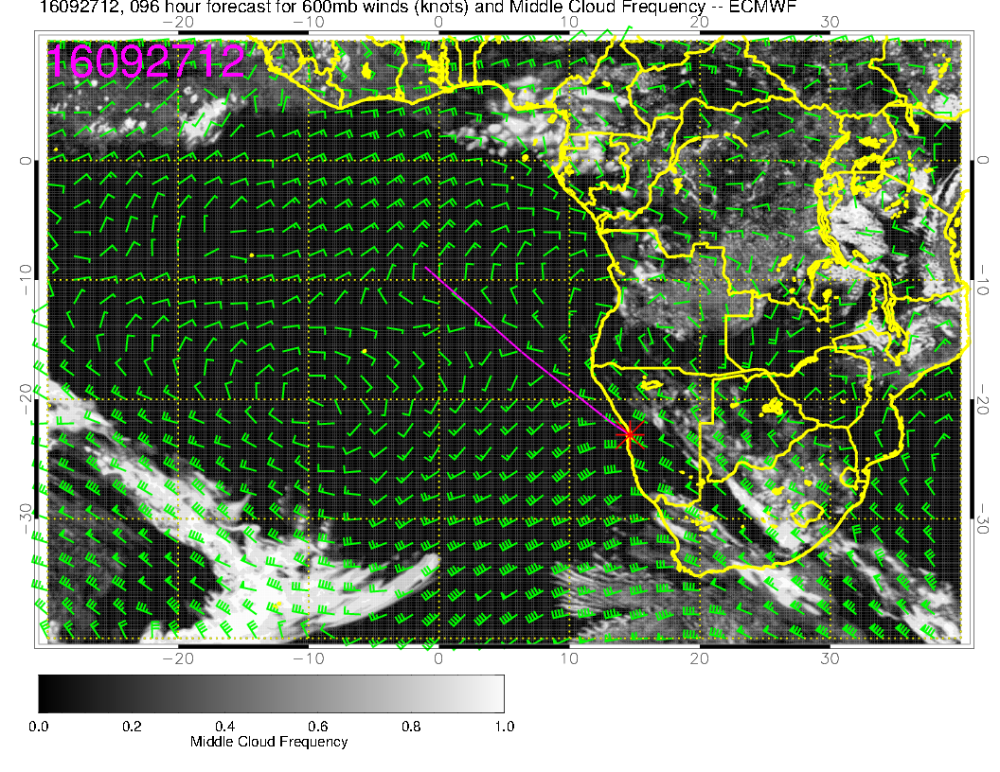 16092712, 096 hour forecast for 600mb winds (knots) and Middle Cloud Frequency -- ECMWF
−20 −10 0 10 20 30
16092712
0 0
−10 −10
−20 −20
−30 −30
−20 −10 0 10 20 30
0.0 0.2 0.4 0.6 0.8 1.0
Middle Cloud Frequency